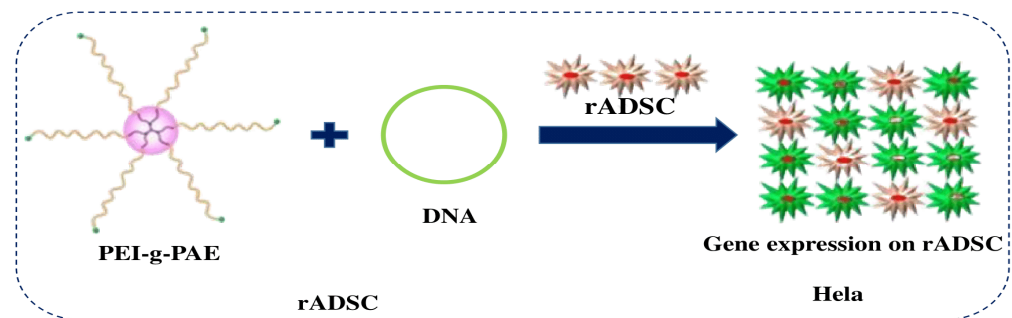 rADSC
DNA
PEI-g-PAE
Gene expression on rADSC
Hela
rADSC